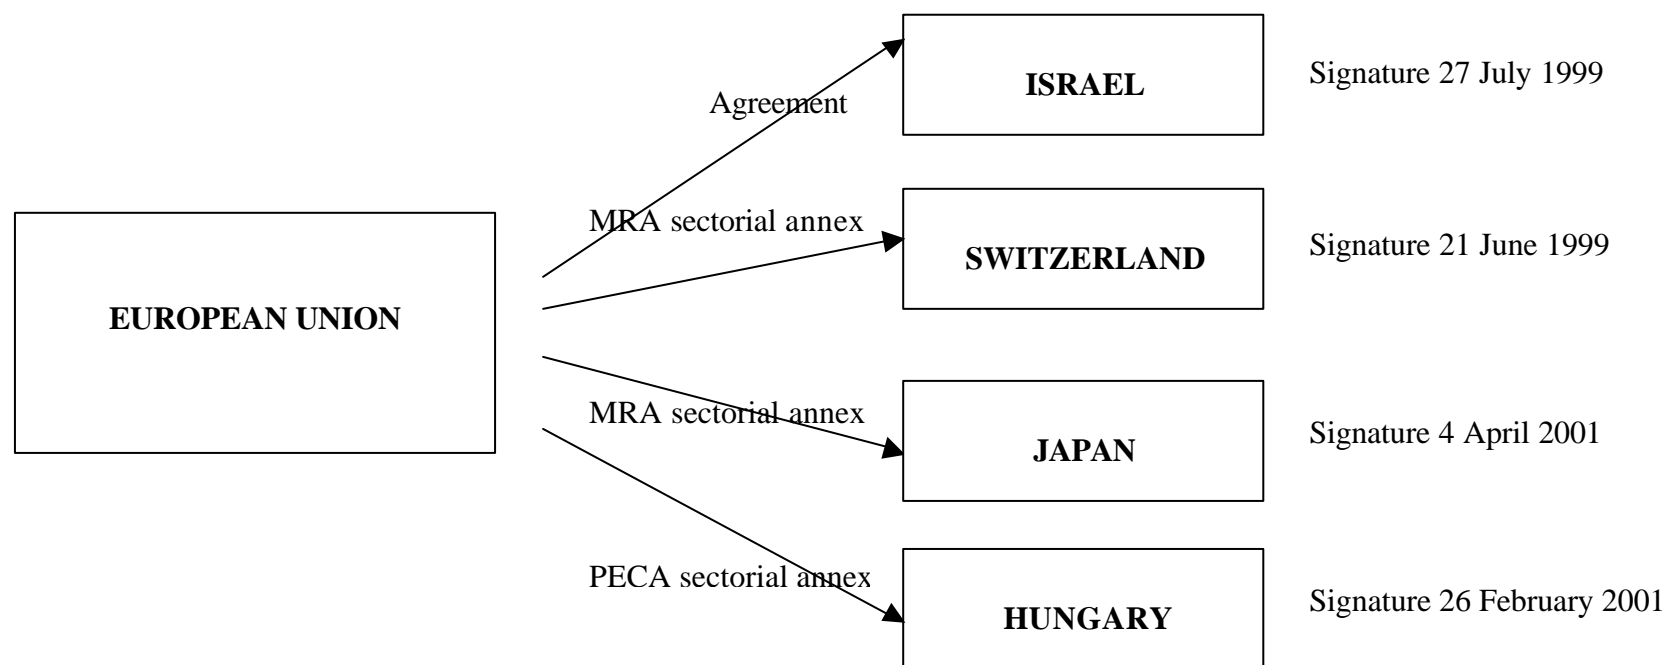 ISRAEL
Signature 27 July 1999
Agreement
MRA sectorial annex
SWITZERLAND
Signature 21 June 1999
EUROPEAN UNION
MRA sectorial annex
JAPAN
Signature 4 April 2001
PECA sectorial annex
HUNGARY
Signature 26 February 2001